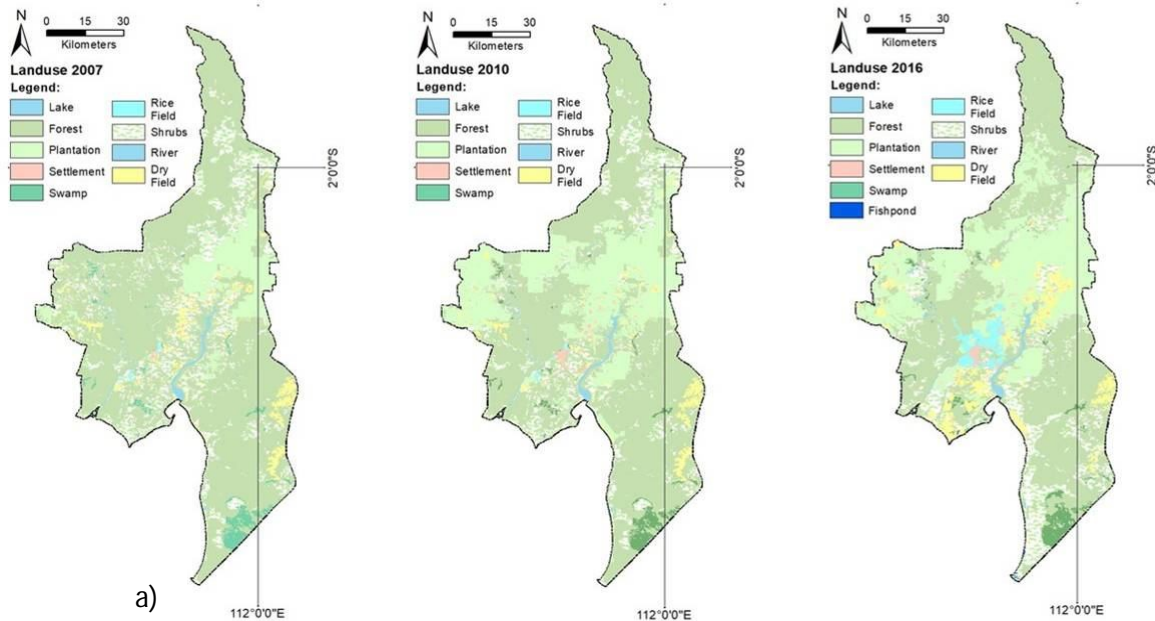 N
0 15 30
Kilometers
Landuse 2007
Legend:
Lake
Forest
Plantation
Settlement
Swamp
Rice Field
Shrubs
River
Dry Field
2°0'0"S
112°0'0"E
a)
N
0 15 30
Kilometers
Landuse 2010
Legend:
Lake
Forest
Plantation
Settlement
Swamp
Rice Field
Shrubs
River
Dry Field
2°0'0"S
112°0'0"E
N
0 15 30
Kilometers
Landuse 2016
Legend:
Lake
Forest
Plantation
Settlement
Swamp
Fishpond
Rice Field
Shrubs
River
Dry Field
2°0'0"S
112°0'0"E